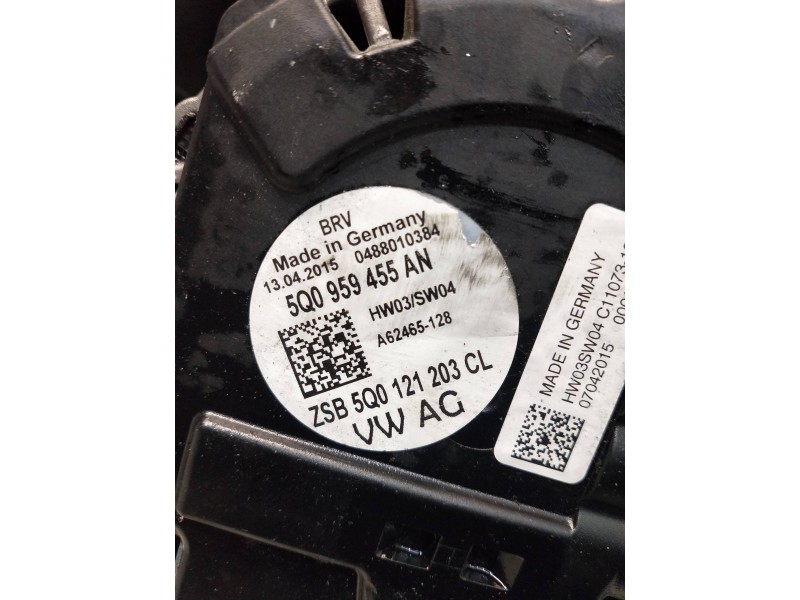 BRV
Made in Germany
13.04.2015 0488010384
5Q0 959 455 AN
HW03/SW04
A62465-128
ZSB 5Q0 121 203 CL
VW AG
MADE IN GERMANY
HW03SW04 C11073
07042015